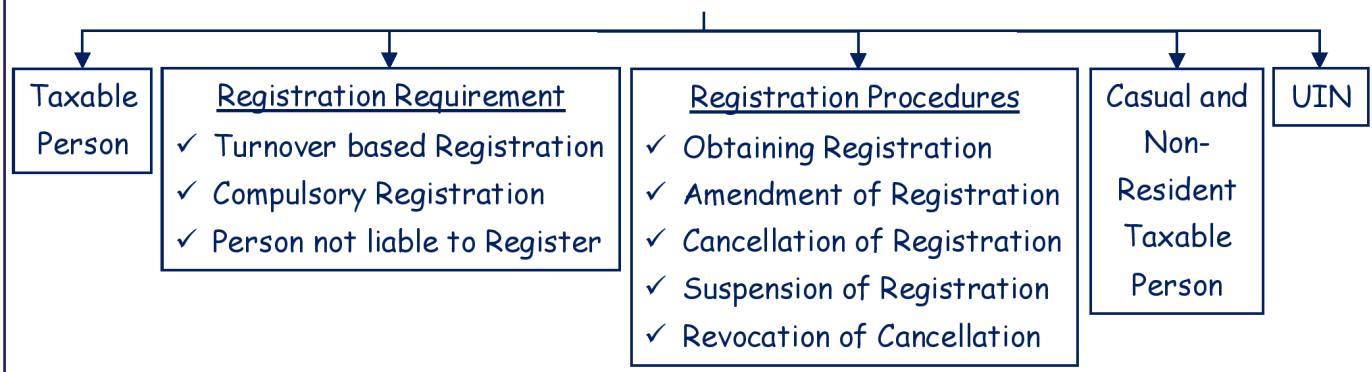 Taxable
Person
Registration Requirement
✓ Turnover based Registration
✓ Compulsory Registration
✓ Person not liable to Register
Registration Procedures
✓ Obtaining Registration
✓ Amendment of Registration
✓ Cancellation of Registration
✓ Suspension of Registration
✓ Revocation of Cancellation
Casual and
Non-
Resident
Taxable
Person
UIN